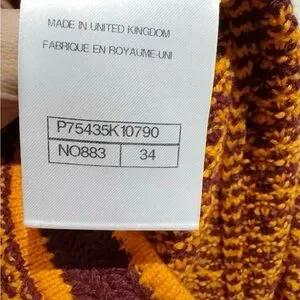 MADE IN UNITED KINGDOM
FABRIQUE EN ROYAUME-UNI
P75435K10790
NO883 34